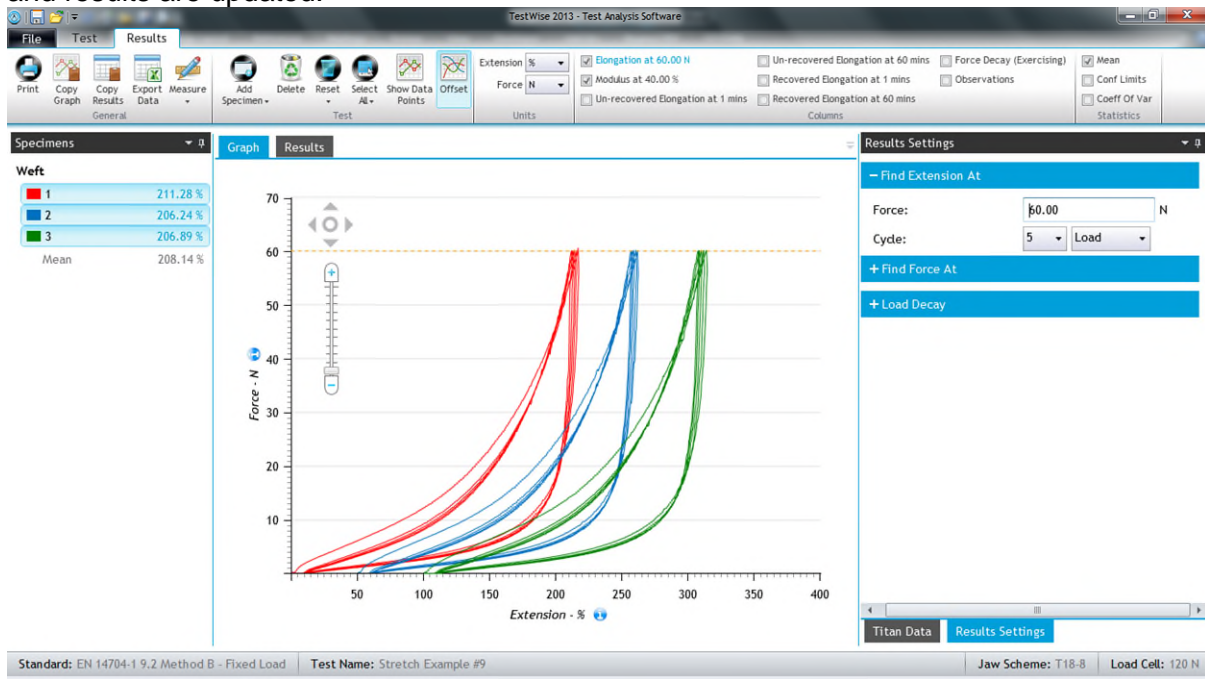 and results are updated.
TestWise 2013 - Test Analysis Software
File Test Results
Print Copy Graph Copy Results Export Data Measure
General
Add Specimen Delete Reset Select All Show Data Points Offset
Test
Extension % Force N
Units
Elongation at 60.00 N Un-recovered Elongation at 60 mins Force Decay (Exercising)
Modulus at 40.00 % Recovered Elongation at 1 mins Observations
Un-recovered Elongation at 1 mins Recovered Elongation at 60 mins
Columns
Mean
Conf Limits
Coeff Of Var
Statistics
Specimens
Weft
1 211.28 %
2 206.24 %
3 206.89 %
Mean 208.14 %
Graph Results
70
60
50
40
30
20
10
Force - N
50 100 150 200 250 300 350 400
Extension - %
Results Settings
− Find Extension At
Force: 60.00 N
Cycle: 5 Load
+ Find Force At
+ Load Decay
Titan Data Results Settings
Standard: EN 14704-1 9.2 Method B - Fixed Load Test Name: Stretch Example #9 Jaw Scheme: T18-8 Load Cell: 120 N